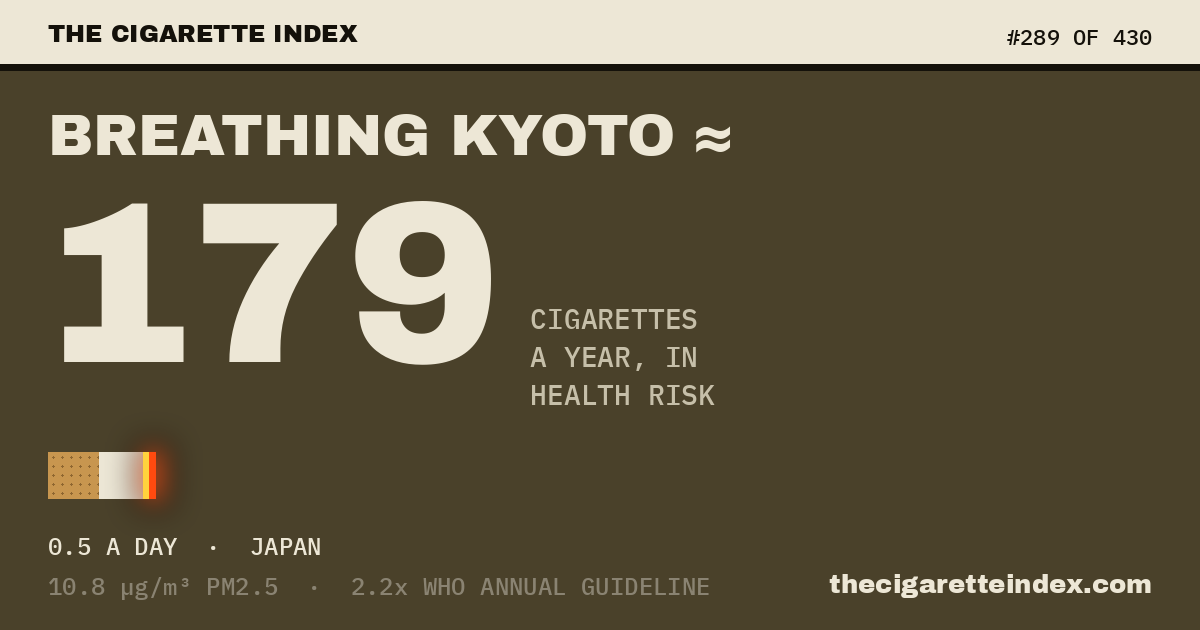 THE CIGARETTE INDEX
#289 OF 430
BREATHING KYOTO ≈
179
CIGARETTES
A YEAR, IN
HEALTH RISK
0.5 A DAY · JAPAN
10.8 µg/m³ PM2.5 · 2.2x WHO ANNUAL GUIDELINE
thecigaretteindex.com